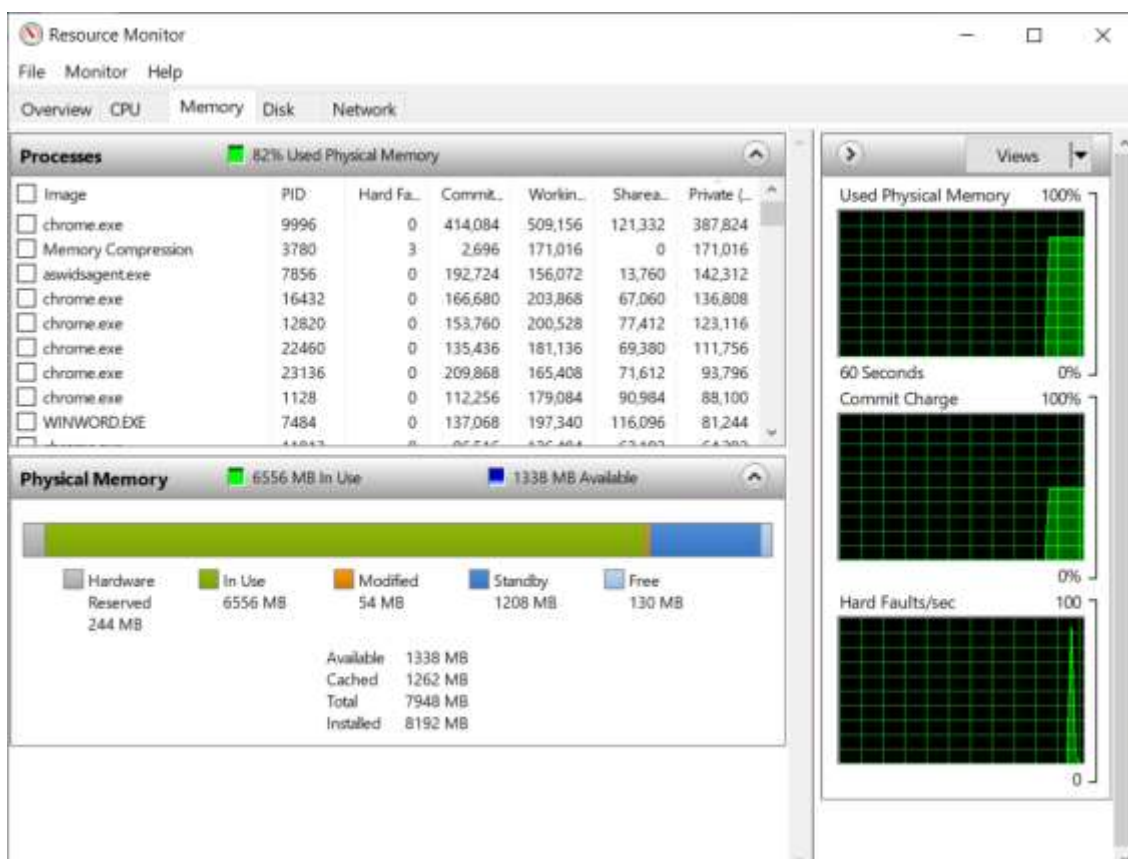 Resource Monitor
File Monitor Help
Overview CPU Memory Disk Network
Processes 82% Used Physical Memory
Image PID Hard Fa... Commit... Workin... Sharea... Private (...
chrome.exe 9996 0 414,084 509,156 121,332 387,824
Memory Compression 3780 3 2,696 171,016 0 171,016
aswidsagent.exe 7856 0 192,724 156,072 13,760 142,312
chrome.exe 16432 0 166,680 203,868 67,060 136,808
chrome.exe 12820 0 153,760 200,528 77,412 123,116
chrome.exe 22460 0 135,436 181,136 69,380 111,756
chrome.exe 23136 0 209,868 165,408 71,612 93,796
chrome.exe 1128 0 112,256 179,084 90,984 88,100
WINWORD.EXE 7484 0 137,068 197,340 116,096 81,244
Physical Memory 6556 MB In Use 1338 MB Available
Hardware Reserved 244 MB
In Use 6556 MB
Modified 54 MB
Standby 1208 MB
Free 130 MB
Available 1338 MB
Cached 1262 MB
Total 7948 MB
Installed 8192 MB
Views
Used Physical Memory 100%
60 Seconds 0%
Commit Charge 100%
0%
Hard Faults/sec 100
0